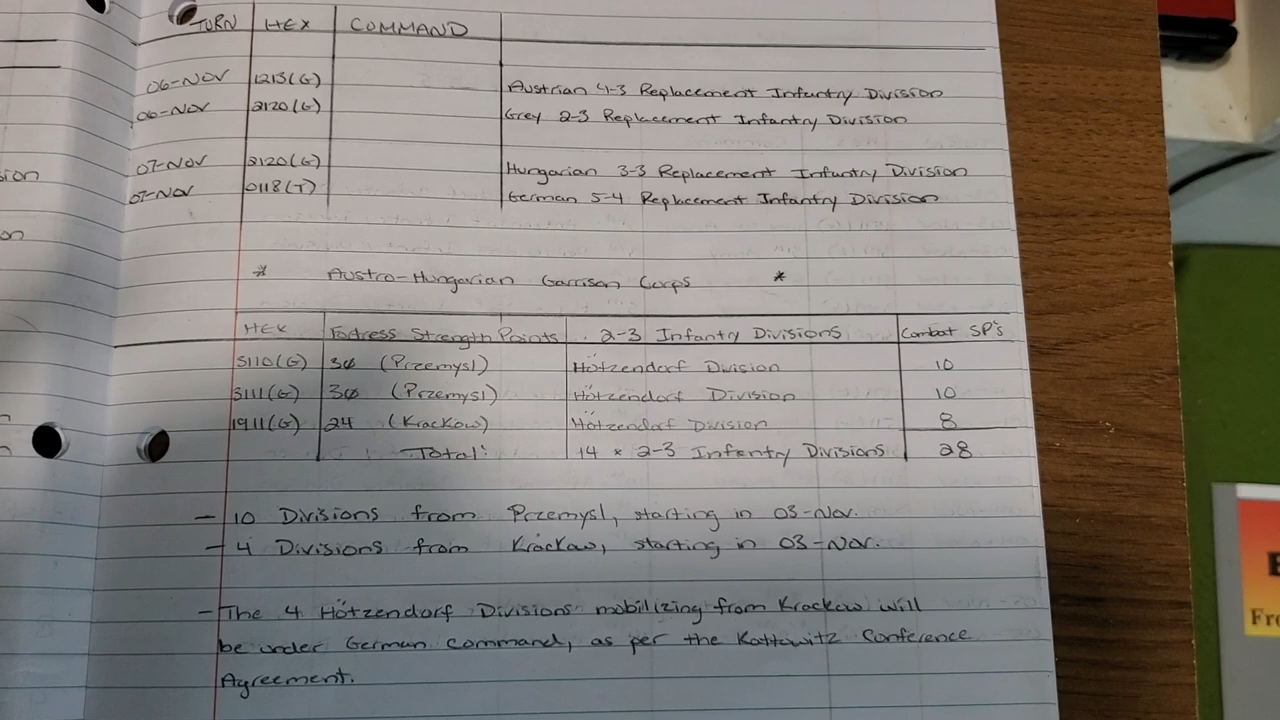 TURN HEX COMMAND
06-NOV 1213(G) Austrian 4-3 Replacement Infantry Division
06-NOV 2120(G) Grey 2-3 Replacement Infantry Division
07-NOV 2120(G) Hungarian 3-3 Replacement Infantry Division
07-NOV 0118(T) German 5-4 Replacement Infantry Division
* Austro-Hungarian Garrison Corps *
HEX Fortress Strength Points 2-3 Infantry Divisions Combat SP's
3110(G) 30 (Przemysl) Hötzendorf Division 10
3111(G) 30 (Przemysl) Hötzendorf Division 10
1911(G) 24 (Krackow) Hötzendorf Division 8
Total: 14 x 2-3 Infantry Divisions 28
- 10 Divisions from Przemysl, starting in 03-Nov.
- 4 Divisions from Krackow, starting in 03-Nov.
- The 4 Hötzendorf Divisions mobilizing from Krackow will
be under German command, as per the Kattowitz Conference
Agreement.